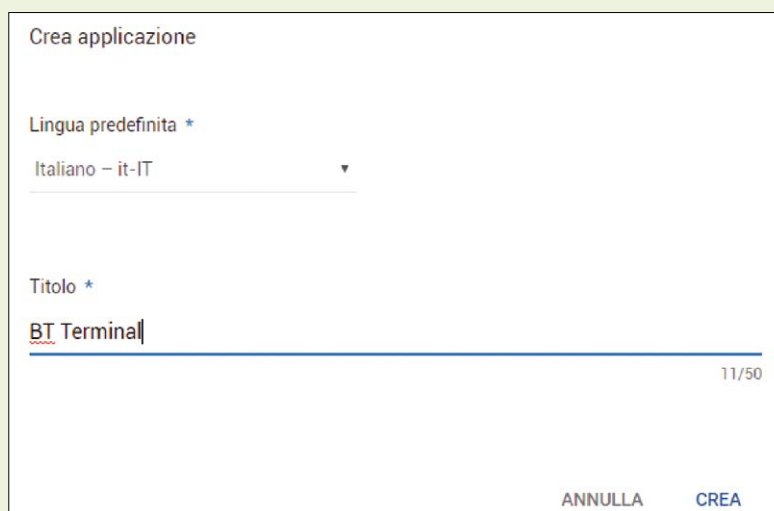 Crea applicazione
Lingua predefinita *
Italiano – it-IT
Titolo *
BT Terminal
11/50
ANNULLA CREA